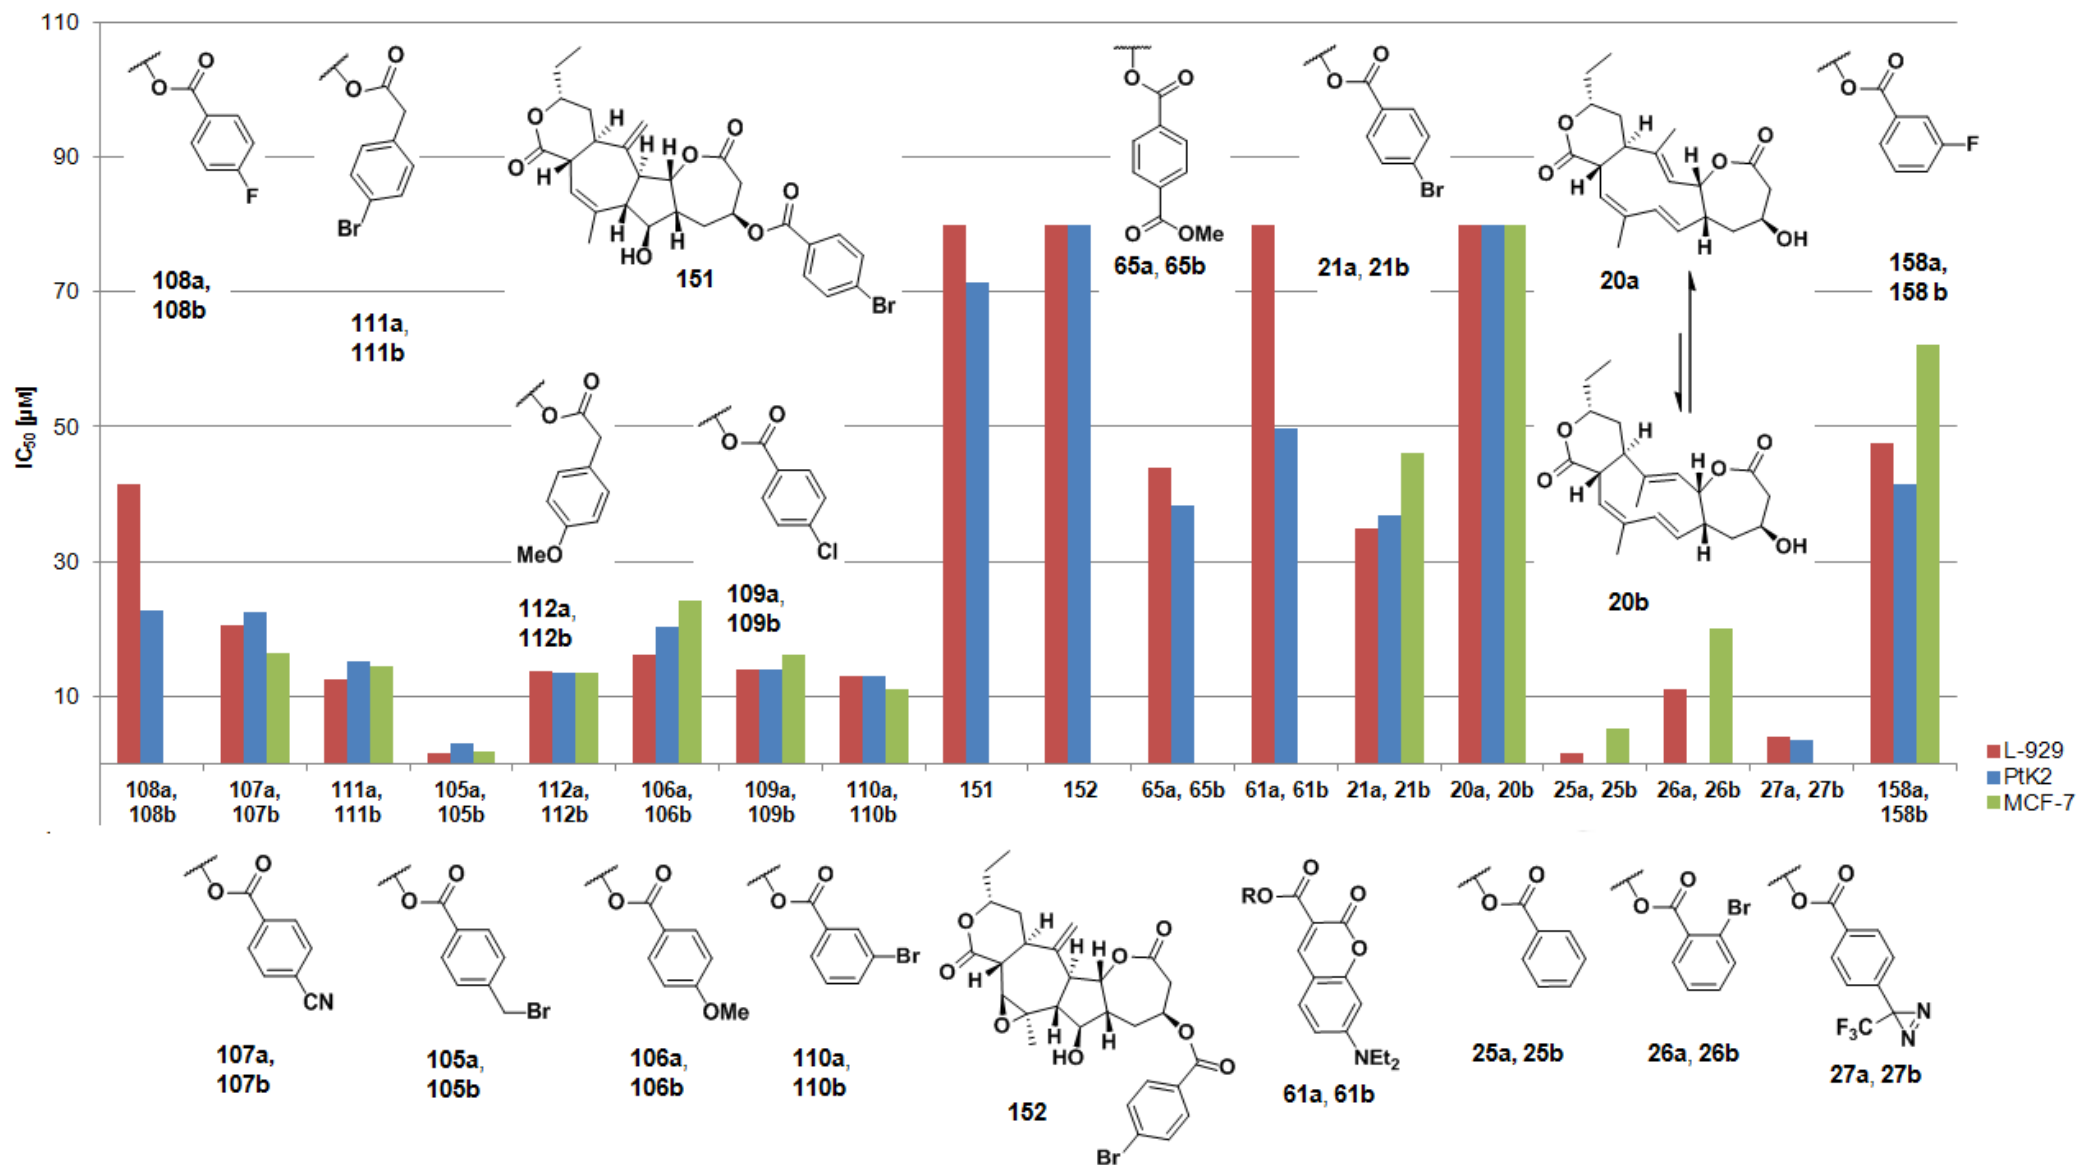 110
90
70
50
30
10
IC50 [µM]
O
O
F
108a,
108b
O
O
Br
111a,
111b
O
O
H
H
H
H
O
O
H
H
HO
O
O
Br
151
O
O
O
OMe
65a, 65b
O
O
Br
21a, 21b
O
O
H
H
H
O
O
H
OH
20a
O
O
F
158a,
158 b
O
O
MeO
112a,
112b
O
O
Cl
109a,
109b
O
O
H
H
H
O
O
H
OH
20b
108a,
108b
107a,
107b
111a,
111b
105a,
105b
112a,
112b
106a,
106b
109a,
109b
110a,
110b
151
152
65a, 65b
61a, 61b
21a, 21b
20a, 20b
25a, 25b
26a, 26b
27a, 27b
158a,
158b
L-929
PtK2
MCF-7
O
O
CN
107a,
107b
O
O
Br
105a,
105b
O
O
OMe
106a,
106b
O
O
Br
110a,
110b
O
O
H
H
H
H
O
O
O
H
H
HO
O
O
Br
152
RO
O
O
O
NEt2
61a, 61b
O
O
25a, 25b
O
O
Br
26a, 26b
O
O
F3C
N
N
27a, 27b